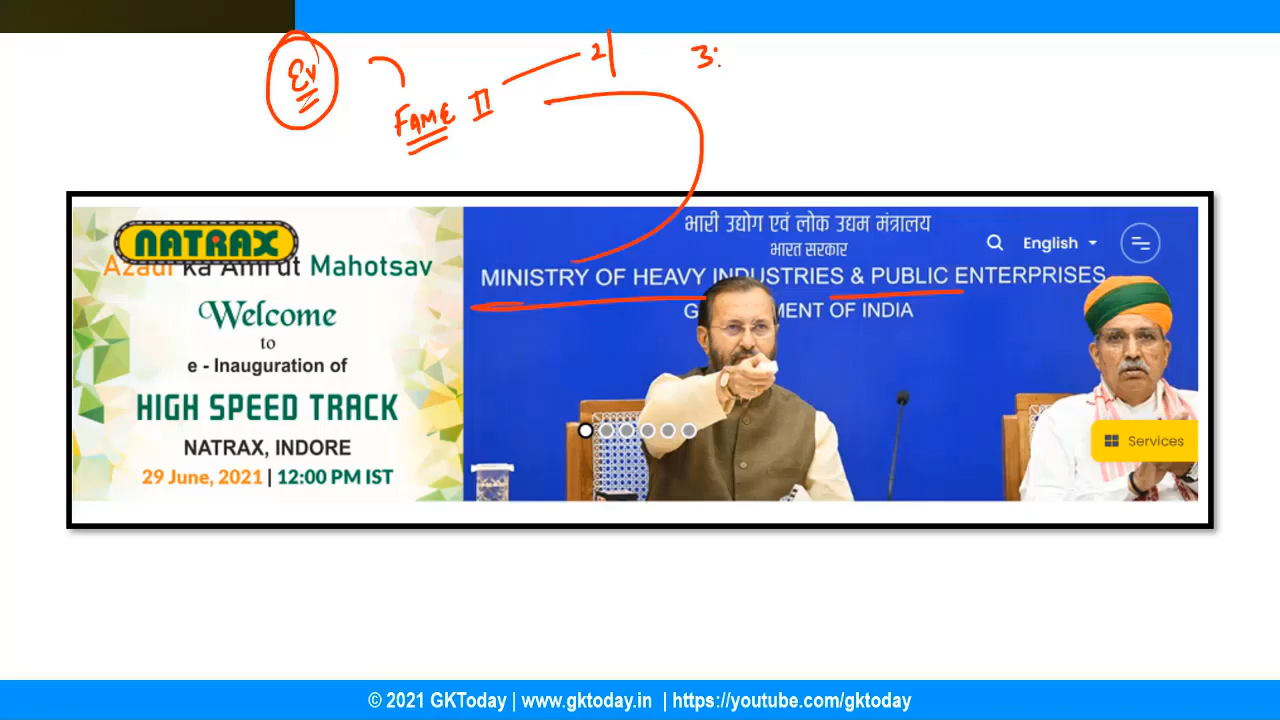 Ev
FAME II
2
3:
NATRAX
Azadi ka Amrut Mahotsav
Welcome
to
e - Inauguration of
HIGH SPEED TRACK
NATRAX, INDORE
29 June, 2021 | 12:00 PM IST
भारी उद्योग एवं लोक उद्यम मंत्रालय
भारत सरकार
MINISTRY OF HEAVY INDUSTRIES & PUBLIC ENTERPRISES
MENT OF INDIA
English
Services
© 2021 GKToday | www.gktoday.in | https://youtube.com/gktoday